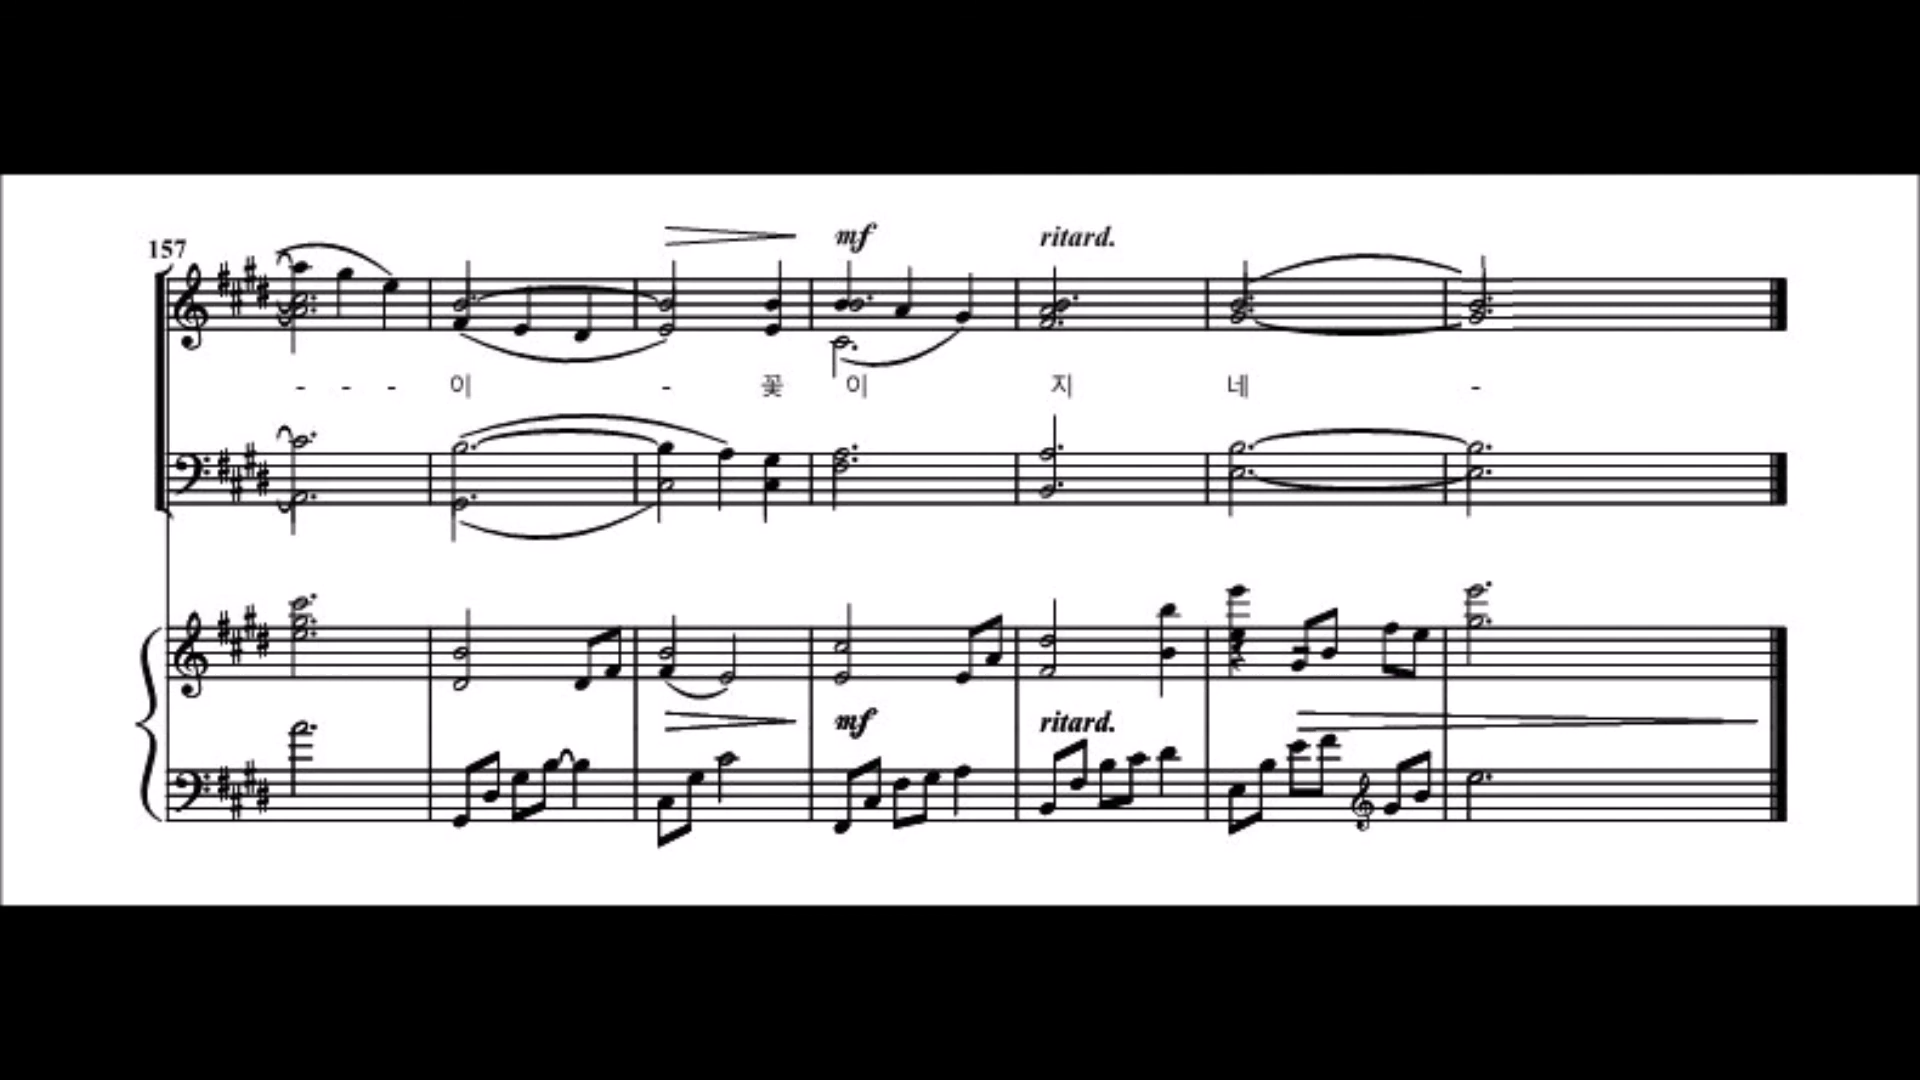 157
mf ritard.
- - - 이 - 꽃 이 지 네 -
mf ritard.